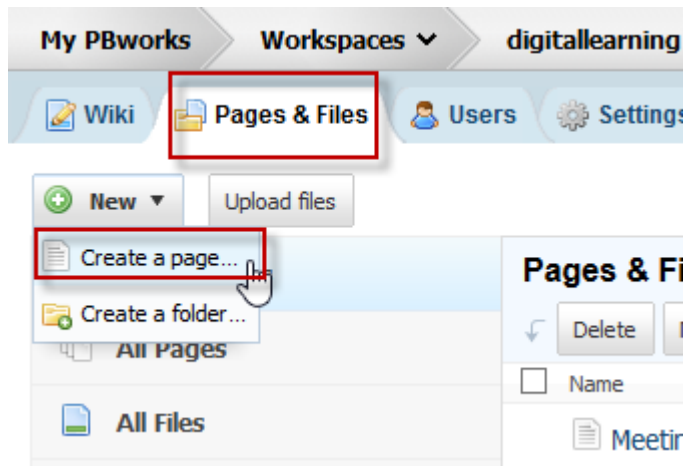 My PBworks Workspaces digitallearning
Wiki Pages & Files Users Settings
New Upload files
Create a page...
Create a folder...
All Pages
All Files
Pages & Fi
Delete
Name
Meetin